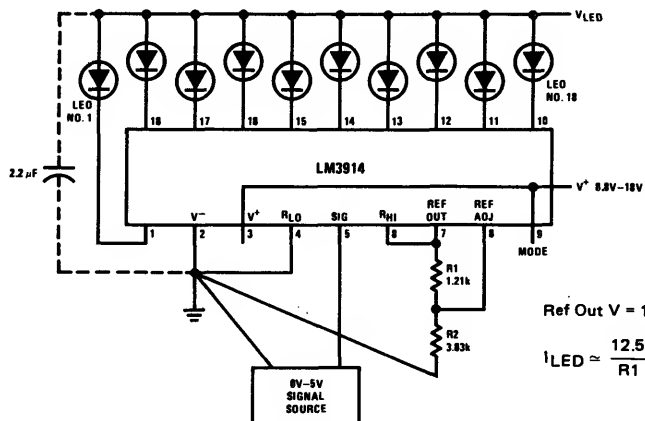 VLED
LED
NO. 1
LEO
NO. 10
18 17 16 15 14 13 12 11 10
2.2 µF
LM3914
V+ 6.8V–18V
V− V+ RLO SIG RHI REF
OUT REF
ADJ
1 2 3 4 5 6 7 8 9
MODE
R1
1.21k
R2
3.83k
Ref Out V = 1
ILED ≃ 12.5
R1
0V–5V
SIGNAL
SOURCE